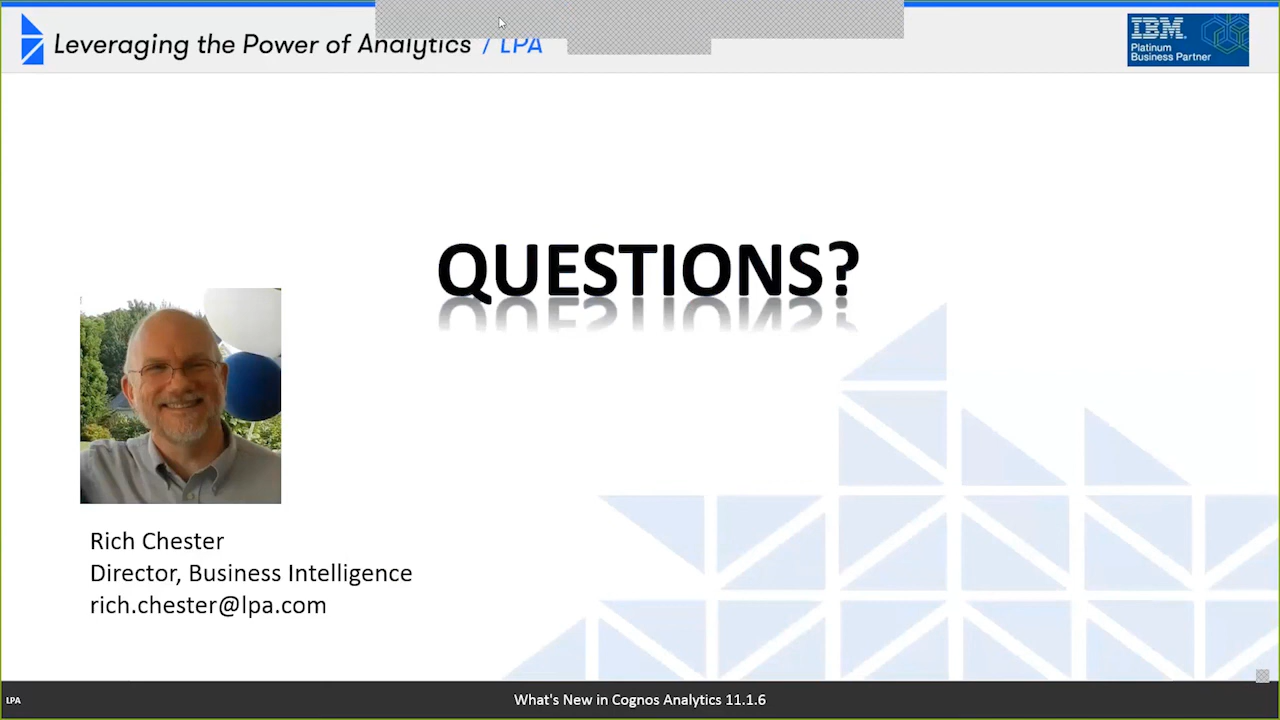 Leveraging the Power of Analytics / LPA
IBM
Platinum
Business Partner
QUESTIONS?
Rich Chester
Director, Business Intelligence
rich.chester@lpa.com
LPA
What's New in Cognos Analytics 11.1.6